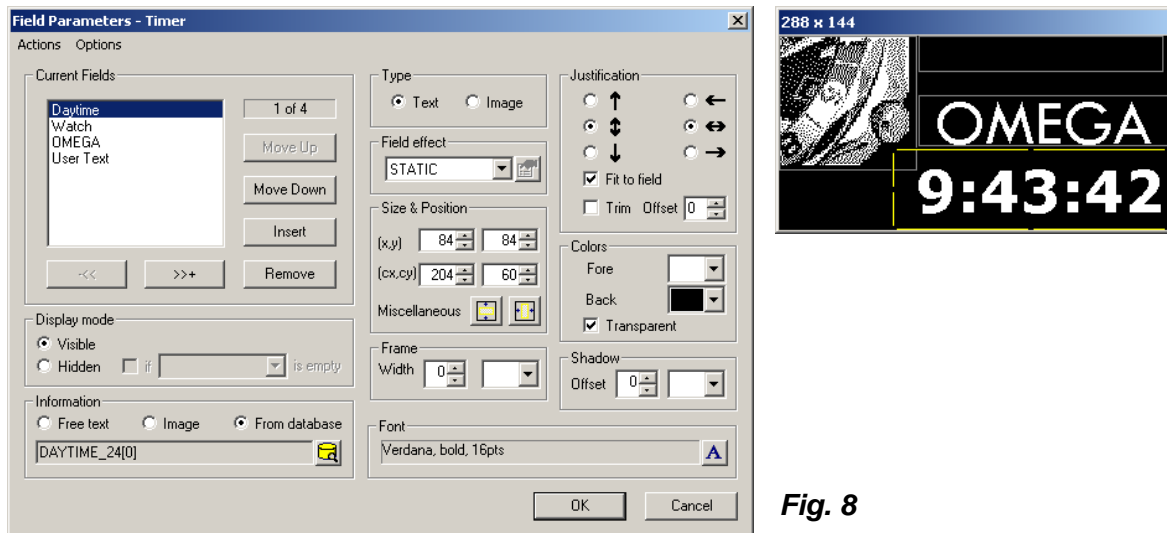 Field Parameters - Timer
Actions Options
Current Fields
Daytime
Watch
OMEGA
User Text
1 of 4
Move Up
Move Down
Insert
-<<
>>+
Remove
Display mode
Visible
Hidden
if
is empty
Information
Free text
Image
From database
DAYTIME_24[0]
Type
Text
Image
Field effect
STATIC
Size & Position
(x,y) 84 84
(cx,cy) 204 60
Miscellaneous
Frame
Width 0
Justification
Fit to field
Trim Offset 0
Colors
Fore
Back
Transparent
Shadow
Offset 0
Font
Verdana, bold, 16pts
A
OK
Cancel
288 x 144
OMEGA
9:43:42
Fig. 8